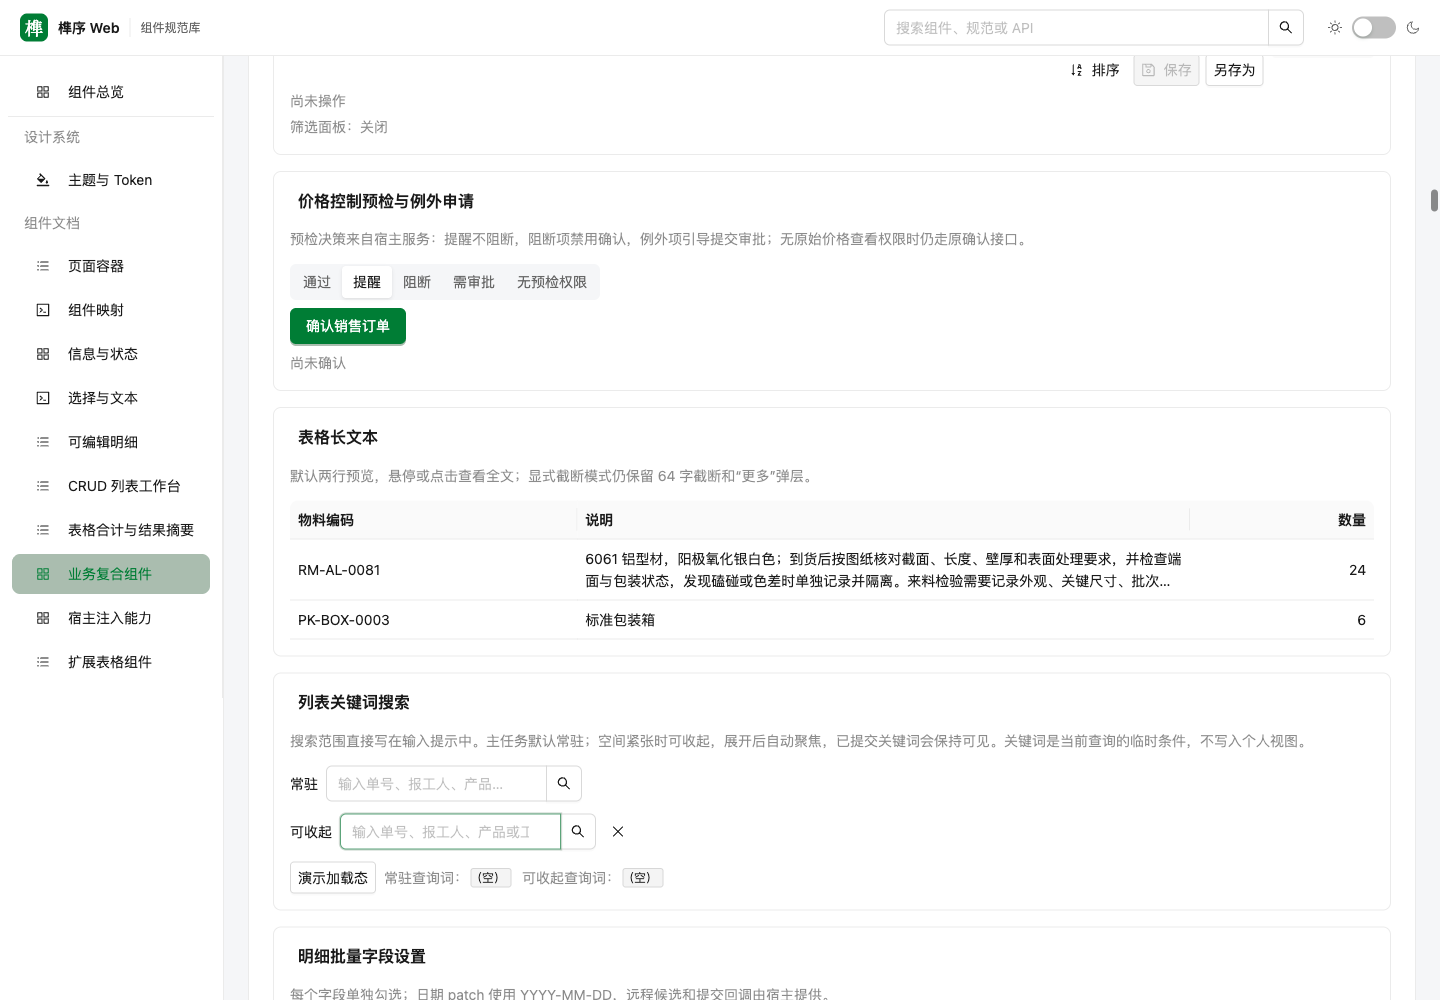 榫
榫序 Web
组件规范库
搜索组件、规范或 API
组件总览
设计系统
主题与 Token
组件文档
页面容器
组件映射
信息与状态
选择与文本
可编辑明细
CRUD 列表工作台
表格合计与结果摘要
业务复合组件
宿主注入能力
扩展表格组件
排序
保存
另存为
尚未操作
筛选面板：关闭
价格控制预检与例外申请
预检决策来自宿主服务：提醒不阻断，阻断项禁用确认，例外项引导提交审批；无原始价格查看权限时仍走原确认接口。
通过
提醒
阻断
需审批
无预检权限
确认销售订单
尚未确认
表格长文本
默认两行预览，悬停或点击查看全文；显式截断模式仍保留 64 字截断和“更多”弹层。
物料编码 说明 数量
RM-AL-0081
6061 铝型材，阳极氧化银白色；到货后按图纸核对截面、长度、壁厚和表面处理要求，并检查端
面与包装状态，发现磕碰或色差时单独记录并隔离。来料检验需要记录外观、关键尺寸、批次...
24
PK-BOX-0003 标准包装箱 6
列表关键词搜索
搜索范围直接写在输入提示中。主任务默认常驻；空间紧张时可收起，展开后自动聚焦，已提交关键词会保持可见。关键词是当前查询的临时条件，不写入个人视图。
常驻 输入单号、报工人、产品...
可收起 输入单号、报工人、产品或工
演示加载态 常驻查询词： (空) 可收起查询词： (空)
明细批量字段设置
每个字段单独勾选；日期 patch 使用 YYYY-MM-DD，远程候选和提交回调由宿主提供。